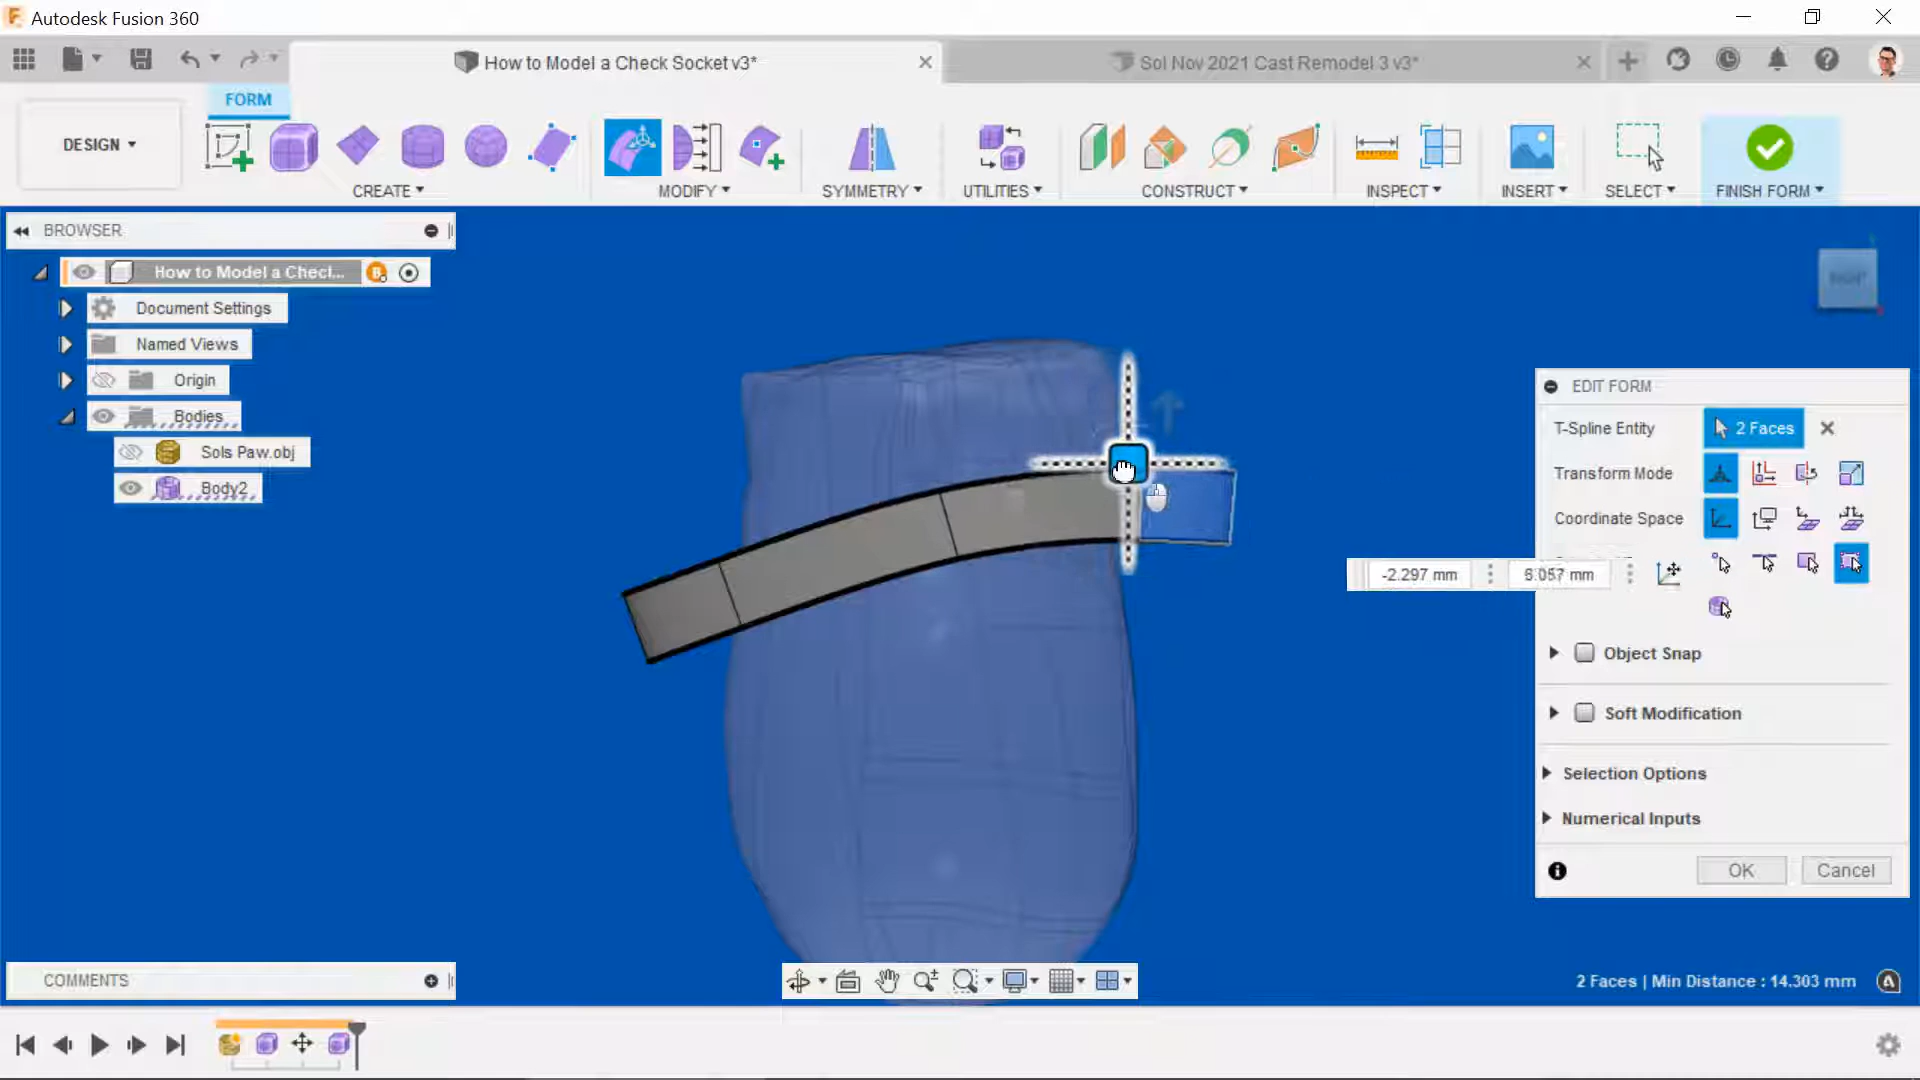 Autodesk Fusion 360
How to Model a Check Socket v3*
Sol Nov 2021 Cast Remodel 3 v3*
FORM
DESIGN
CREATE
MODIFY
SYMMETRY
UTILITIES
CONSTRUCT
INSPECT
INSERT
SELECT
FINISH FORM
BROWSER
How to Model a Checl...
Document Settings
Named Views
Origin
Bodies
Sols Paw.obj
Body2
RIGHT
EDIT FORM
T-Spline Entity
2 Faces
Transform Mode
Coordinate Space
-2.297 mm
6.057 mm
Object Snap
Soft Modification
Selection Options
Numerical Inputs
OK
Cancel
COMMENTS
2 Faces | Min Distance : 14.303 mm